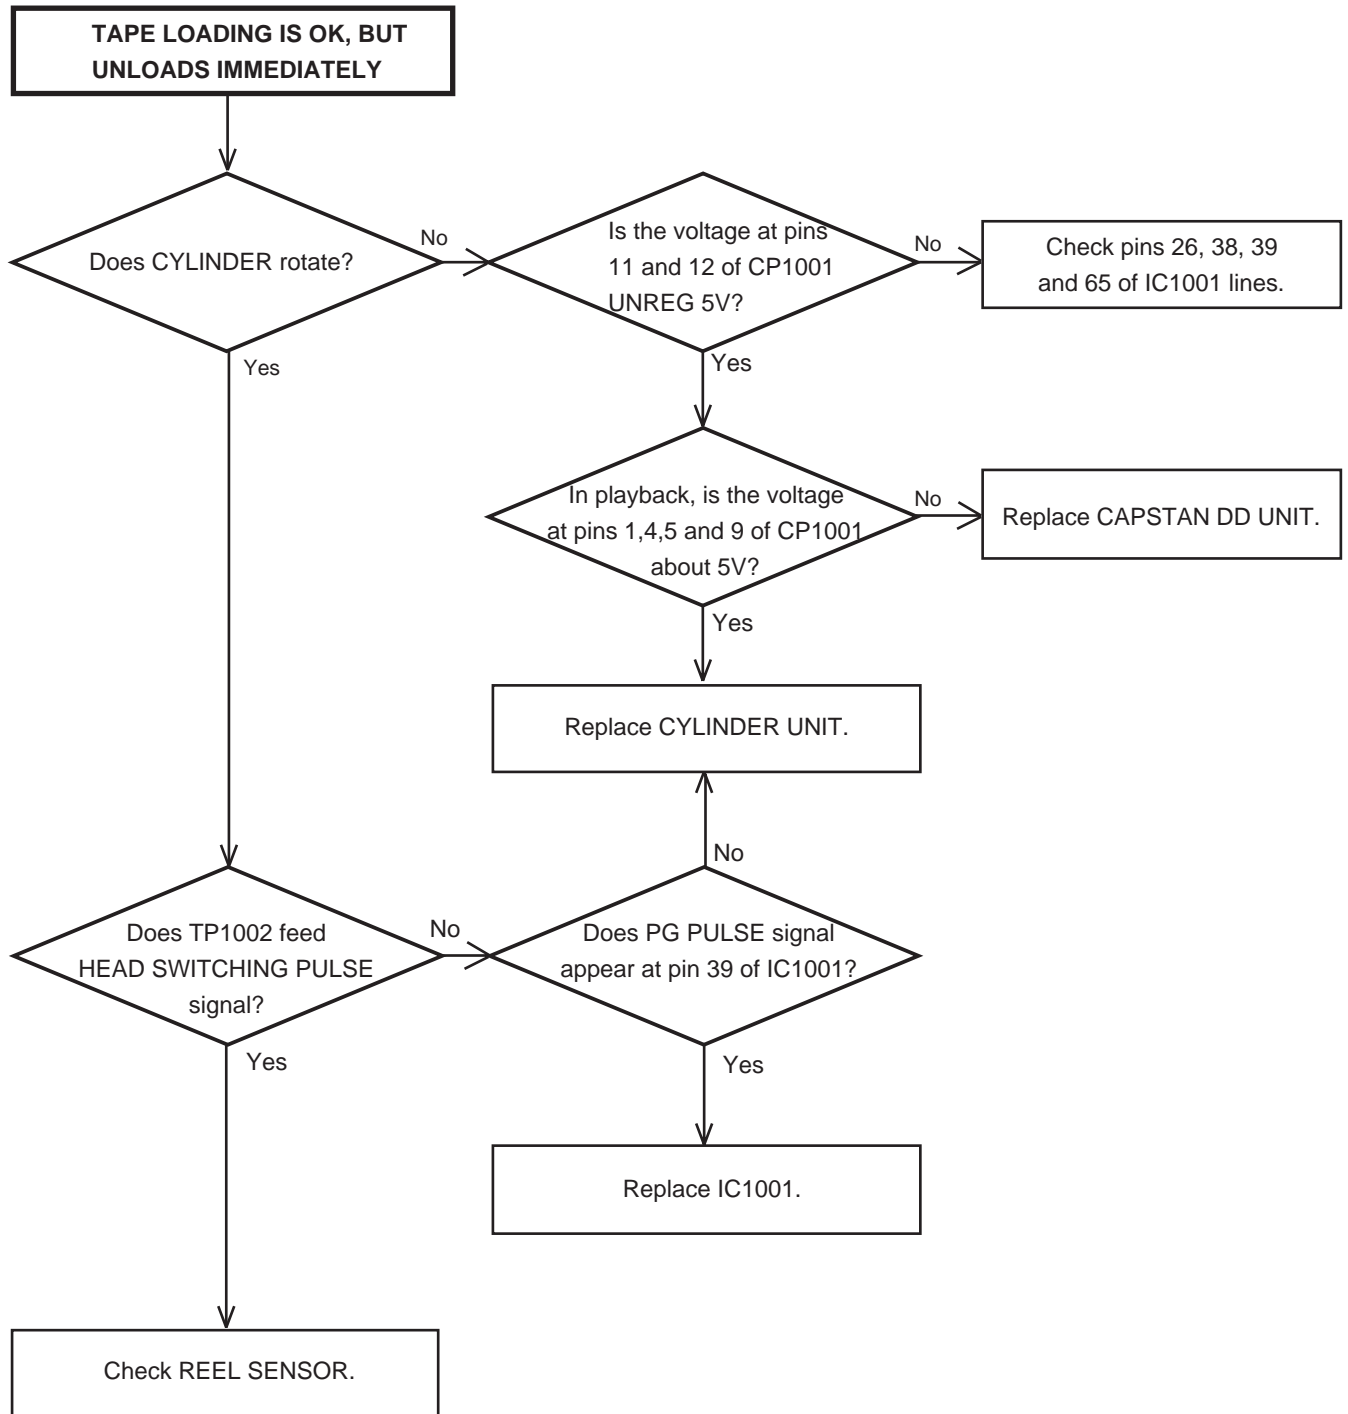 TAPE LOADING IS OK, BUT
UNLOADS IMMEDIATELY
Does CYLINDER rotate?
No
Is the voltage at pins
11 and 12 of CP1001
UNREG 5V?
No
Check pins 26, 38, 39
and 65 of IC1001 lines.
Yes
Yes
In playback, is the voltage
at pins 1,4,5 and 9 of CP1001
about 5V?
No
Replace CAPSTAN DD UNIT.
Yes
Replace CYLINDER UNIT.
No
Does TP1002 feed
HEAD SWITCHING PULSE
signal?
No
Does PG PULSE signal
appear at pin 39 of IC1001?
Yes
Yes
Replace IC1001.
Check REEL SENSOR.